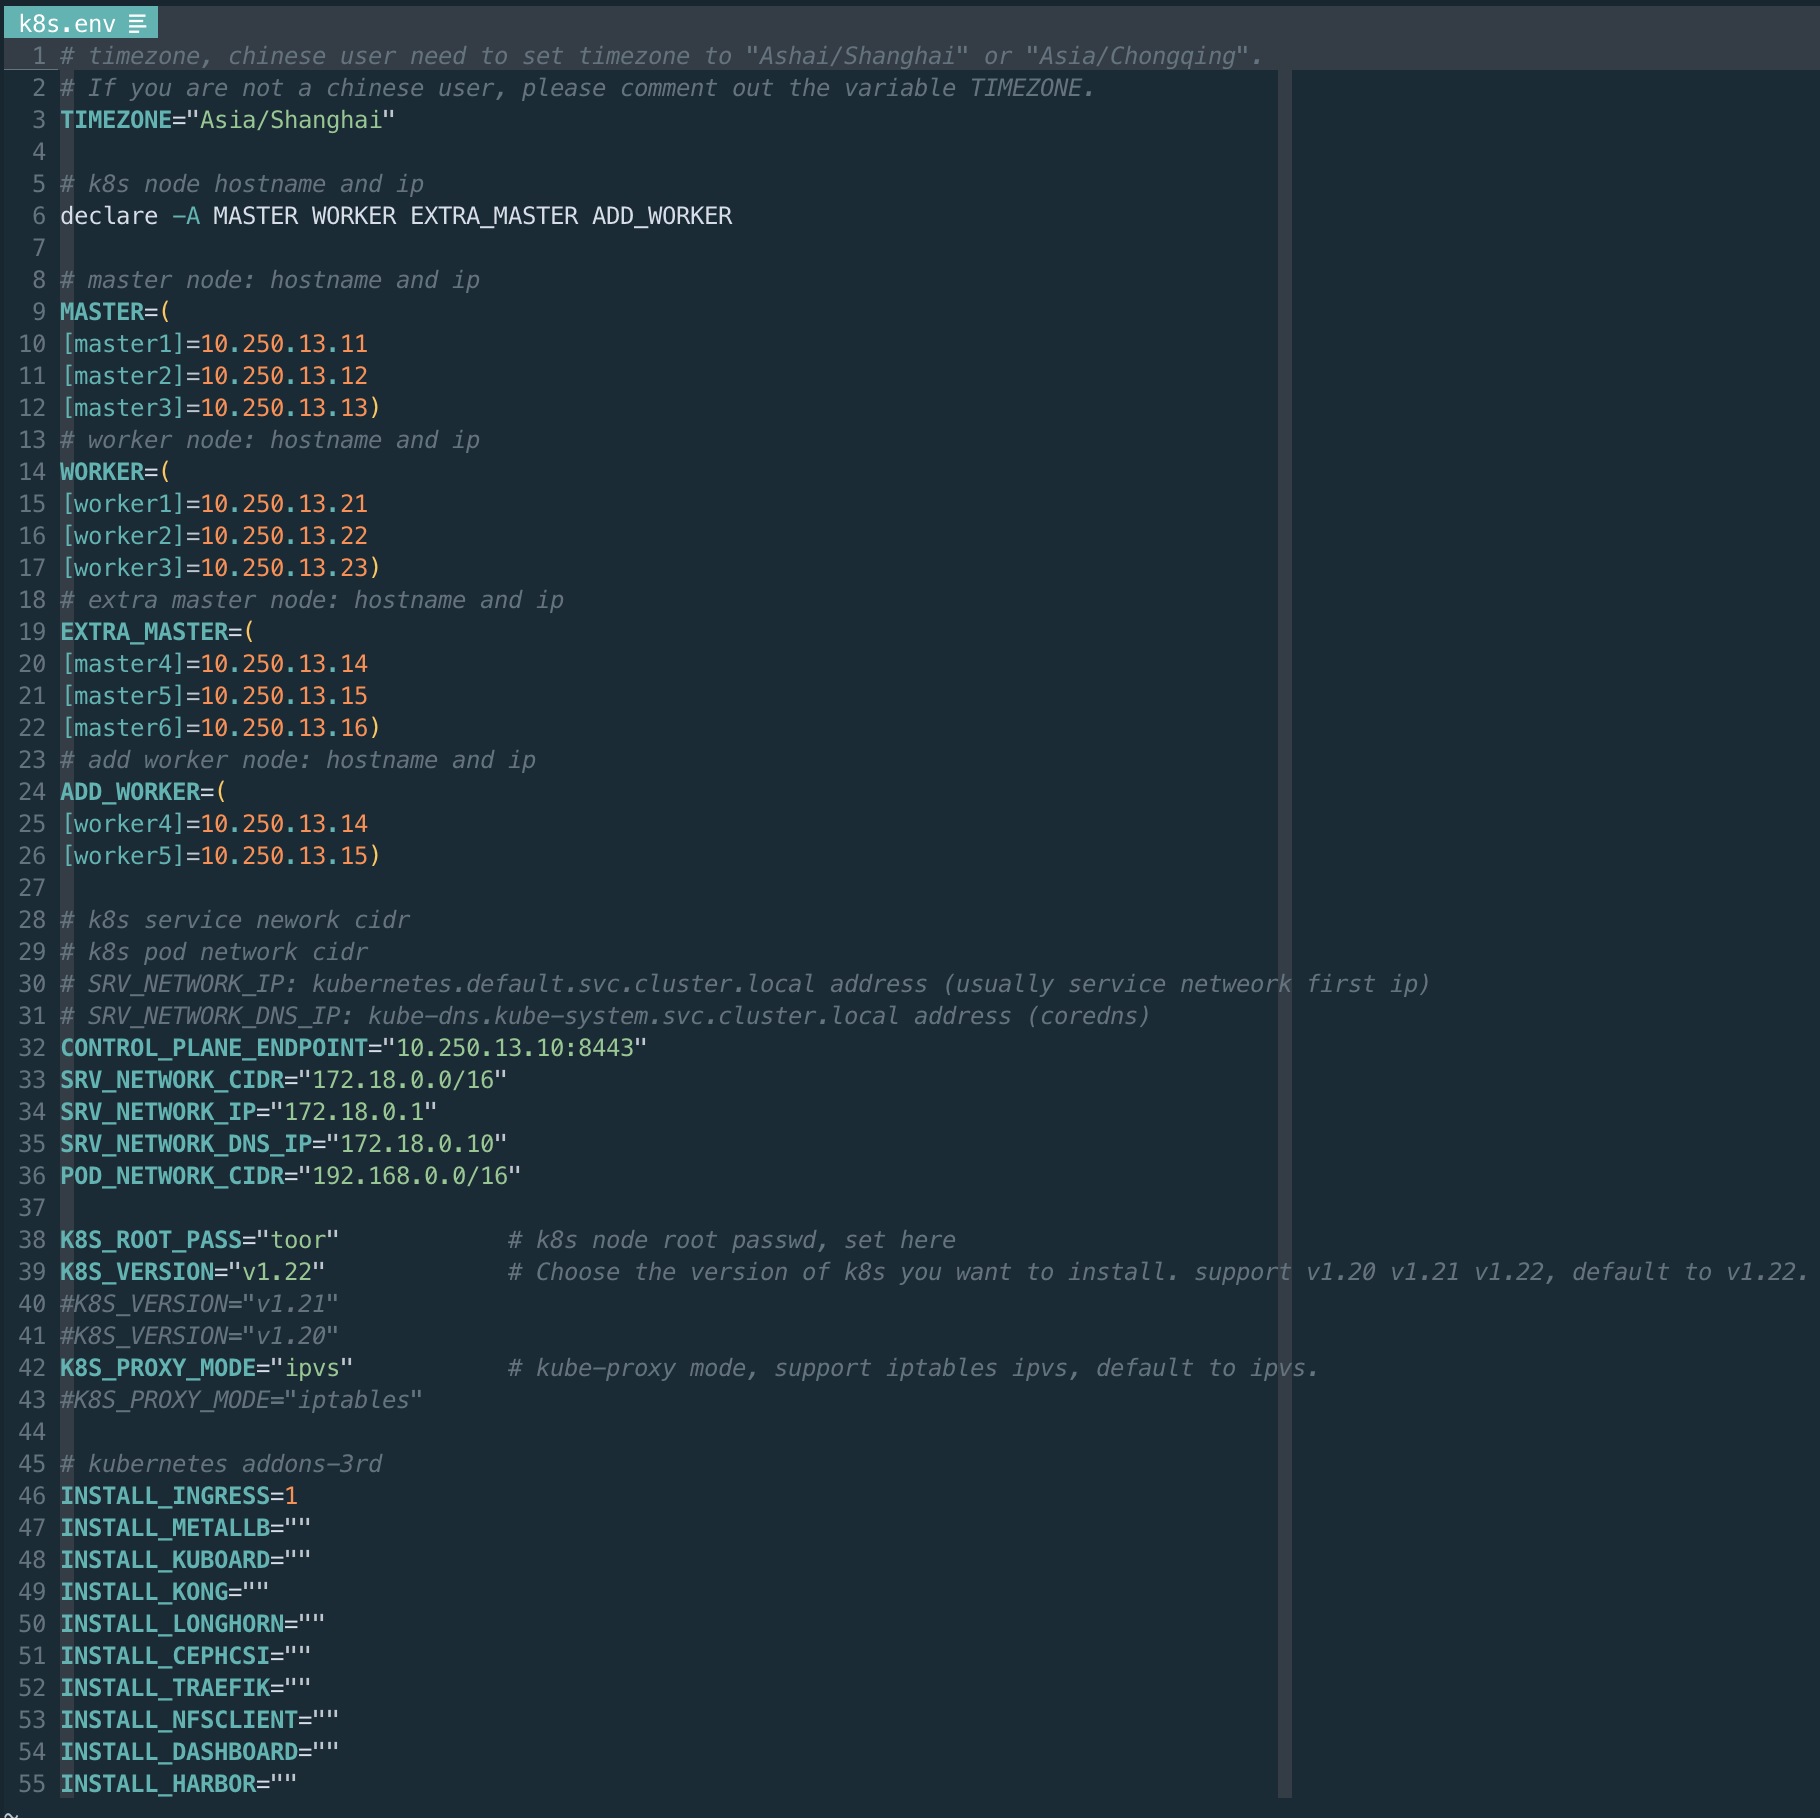 k8s.env
1 # timezone, chinese user need to set timezone to "Ashai/Shanghai" or "Asia/Chongqing".
2 # If you are not a chinese user, please comment out the variable TIMEZONE.
3 TIMEZONE="Asia/Shanghai"
4
5 # k8s node hostname and ip
6 declare -A MASTER WORKER EXTRA_MASTER ADD_WORKER
7
8 # master node: hostname and ip
9 MASTER=(
10 [master1]=10.250.13.11
11 [master2]=10.250.13.12
12 [master3]=10.250.13.13)
13 # worker node: hostname and ip
14 WORKER=(
15 [worker1]=10.250.13.21
16 [worker2]=10.250.13.22
17 [worker3]=10.250.13.23)
18 # extra master node: hostname and ip
19 EXTRA_MASTER=(
20 [master4]=10.250.13.14
21 [master5]=10.250.13.15
22 [master6]=10.250.13.16)
23 # add worker node: hostname and ip
24 ADD_WORKER=(
25 [worker4]=10.250.13.14
26 [worker5]=10.250.13.15)
27
28 # k8s service nework cidr
29 # k8s pod network cidr
30 # SRV_NETWORK_IP: kubernetes.default.svc.cluster.local address (usually service netweork first ip)
31 # SRV_NETWORK_DNS_IP: kube-dns.kube-system.svc.cluster.local address (coredns)
32 CONTROL_PLANE_ENDPOINT="10.250.13.10:8443"
33 SRV_NETWORK_CIDR="172.18.0.0/16"
34 SRV_NETWORK_IP="172.18.0.1"
35 SRV_NETWORK_DNS_IP="172.18.0.10"
36 POD_NETWORK_CIDR="192.168.0.0/16"
37
38 K8S_ROOT_PASS="toor" # k8s node root passwd, set here
39 K8S_VERSION="v1.22" # Choose the version of k8s you want to install. support v1.20 v1.21 v1.22, default to v1.22.
40 #K8S_VERSION="v1.21"
41 #K8S_VERSION="v1.20"
42 K8S_PROXY_MODE="ipvs" # kube-proxy mode, support iptables ipvs, default to ipvs.
43 #K8S_PROXY_MODE="iptables"
44
45 # kubernetes addons-3rd
46 INSTALL_INGRESS=1
47 INSTALL_METALLB=""
48 INSTALL_KUBOARD=""
49 INSTALL_KONG=""
50 INSTALL_LONGHORN=""
51 INSTALL_CEPHCSI=""
52 INSTALL_TRAEFIK=""
53 INSTALL_NFSCLIENT=""
54 INSTALL_DASHBOARD=""
55 INSTALL_HARBOR=""
~